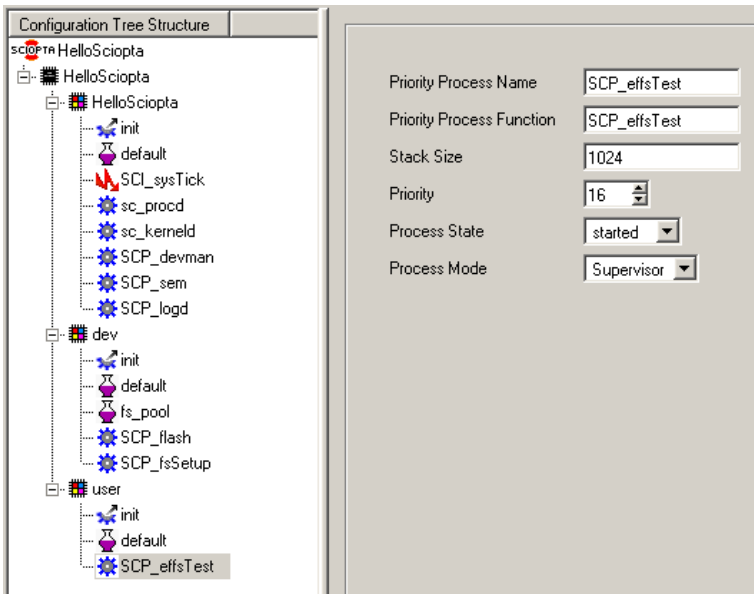 Configuration Tree Structure
SCIOPTA HelloSciopta
HelloSciopta
HelloSciopta
init
default
SCI_sysTick
sc_procd
sc_kerneld
SCP_devman
SCP_sem
SCP_logd
dev
init
default
fs_pool
SCP_flash
SCP_fsSetup
user
init
default
SCP_effsTest
Priority Process Name SCP_effsTest
Priority Process Function SCP_effsTest
Stack Size 1024
Priority 16
Process State started
Process Mode Supervisor